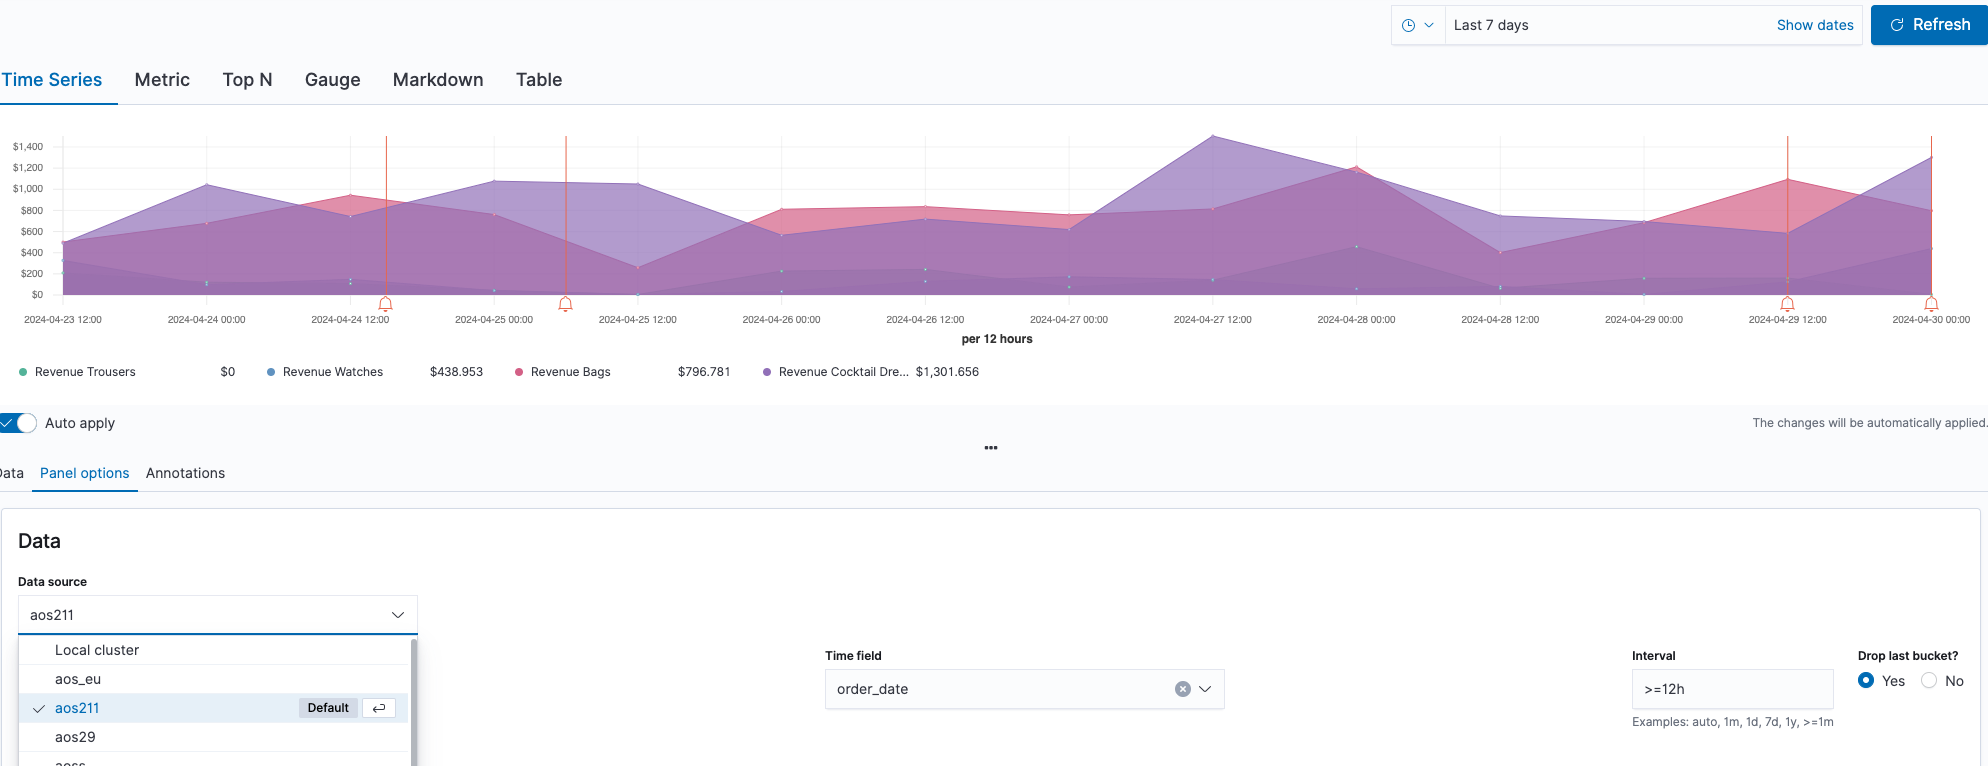 Last 7 days Show dates Refresh
Time Series Metric Top N Gauge Markdown Table
$1,400
$1,200
$1,000
$800
$600
$400
$200
$0
2024-04-23 12:00 2024-04-24 00:00 2024-04-24 12:00 2024-04-25 00:00 2024-04-25 12:00 2024-04-26 00:00 2024-04-26 12:00 2024-04-27 00:00 2024-04-27 12:00 2024-04-28 00:00 2024-04-28 12:00 2024-04-29 00:00 2024-04-29 12:00 2024-04-30 00:00
per 12 hours
Revenue Trousers $0 Revenue Watches $438.953 Revenue Bags $796.781 Revenue Cocktail Dre... $1,301.656
Auto apply The changes will be automatically applied.
Data Panel options Annotations
Data
Data source
aos211
Local cluster
aos_eu
aos211 Default
aos29
Time field
order_date
Interval
>=12h
Examples: auto, 1m, 1d, 7d, 1y, >=1m
Drop last bucket?
Yes No